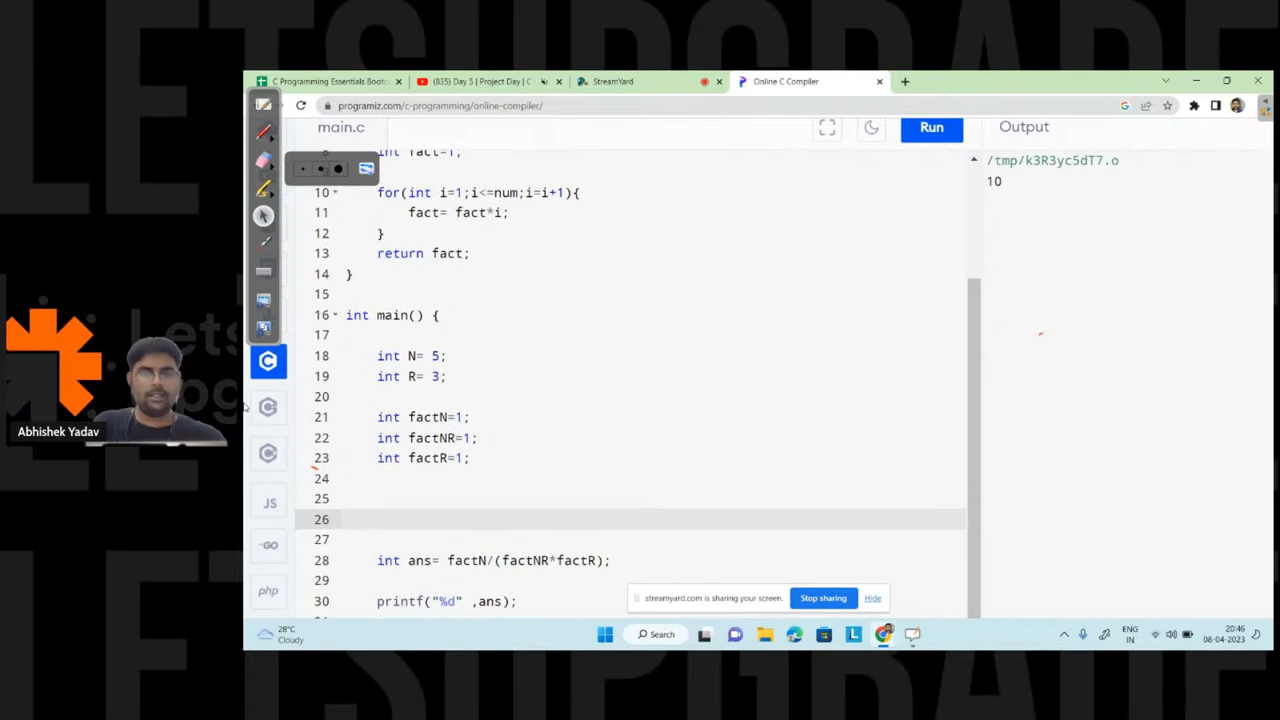 LETSUPGRADE
C Programming Essentials Bootc
(835) Day 5 | Project Day | C
StreamYard
Online C Compiler
programiz.com/c-programming/online-compiler/
main.c
Run
Output
int fact=1;
/tmp/k3R3yc5dT7.o
10
10 for(int i=1;i<=num;i=i+1){
11 fact= fact*i;
12 }
13 return fact;
14 }
15
16 int main() {
17
18 int N= 5;
19 int R= 3;
20
21 int factN=1;
22 int factNR=1;
23 int factR=1;
24
25
26
27
28 int ans= factN/(factNR*factR);
29
30 printf("%d" ,ans);
JS
GO
php
Lets
Abhishek Yadav
streamyard.com is sharing your screen.
Stop sharing
Hide
28°C
Cloudy
Search
ENG
IN
20:46
08-04-2023
LETSUPGRADE